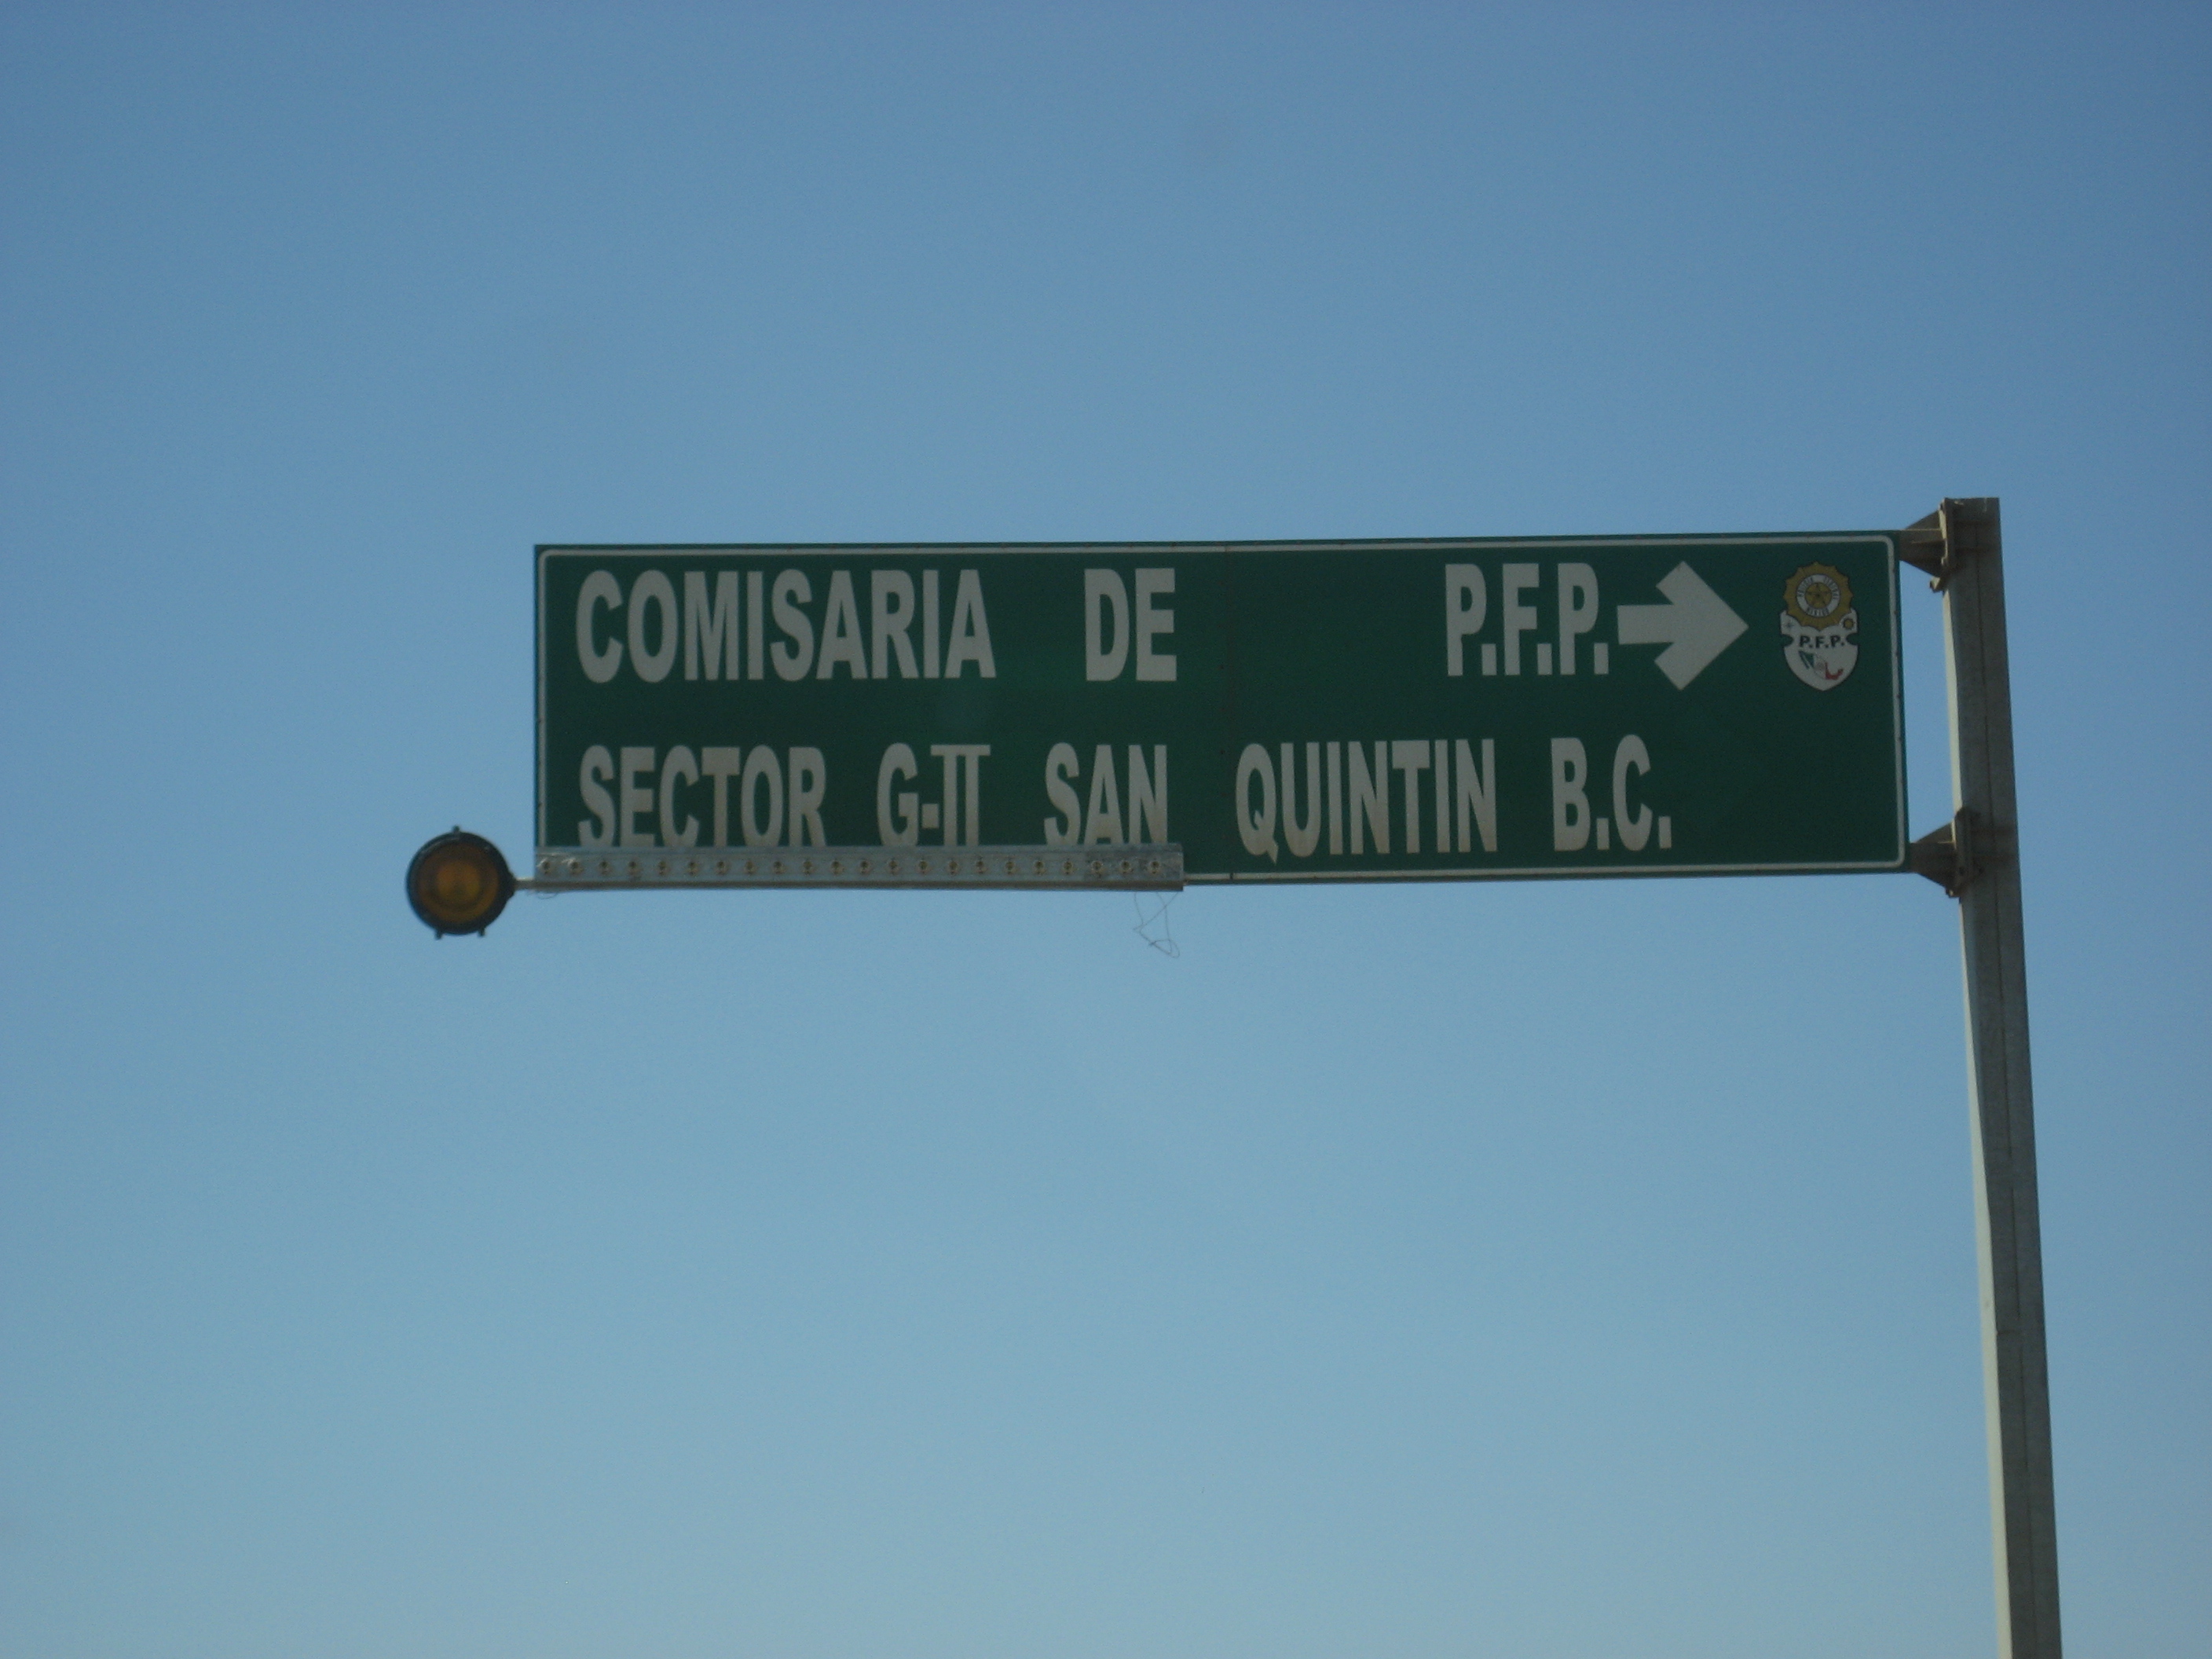 COMISARIA DE P.F.P.
P.F.P.
SECTOR G-II SAN QUINTIN B.C.